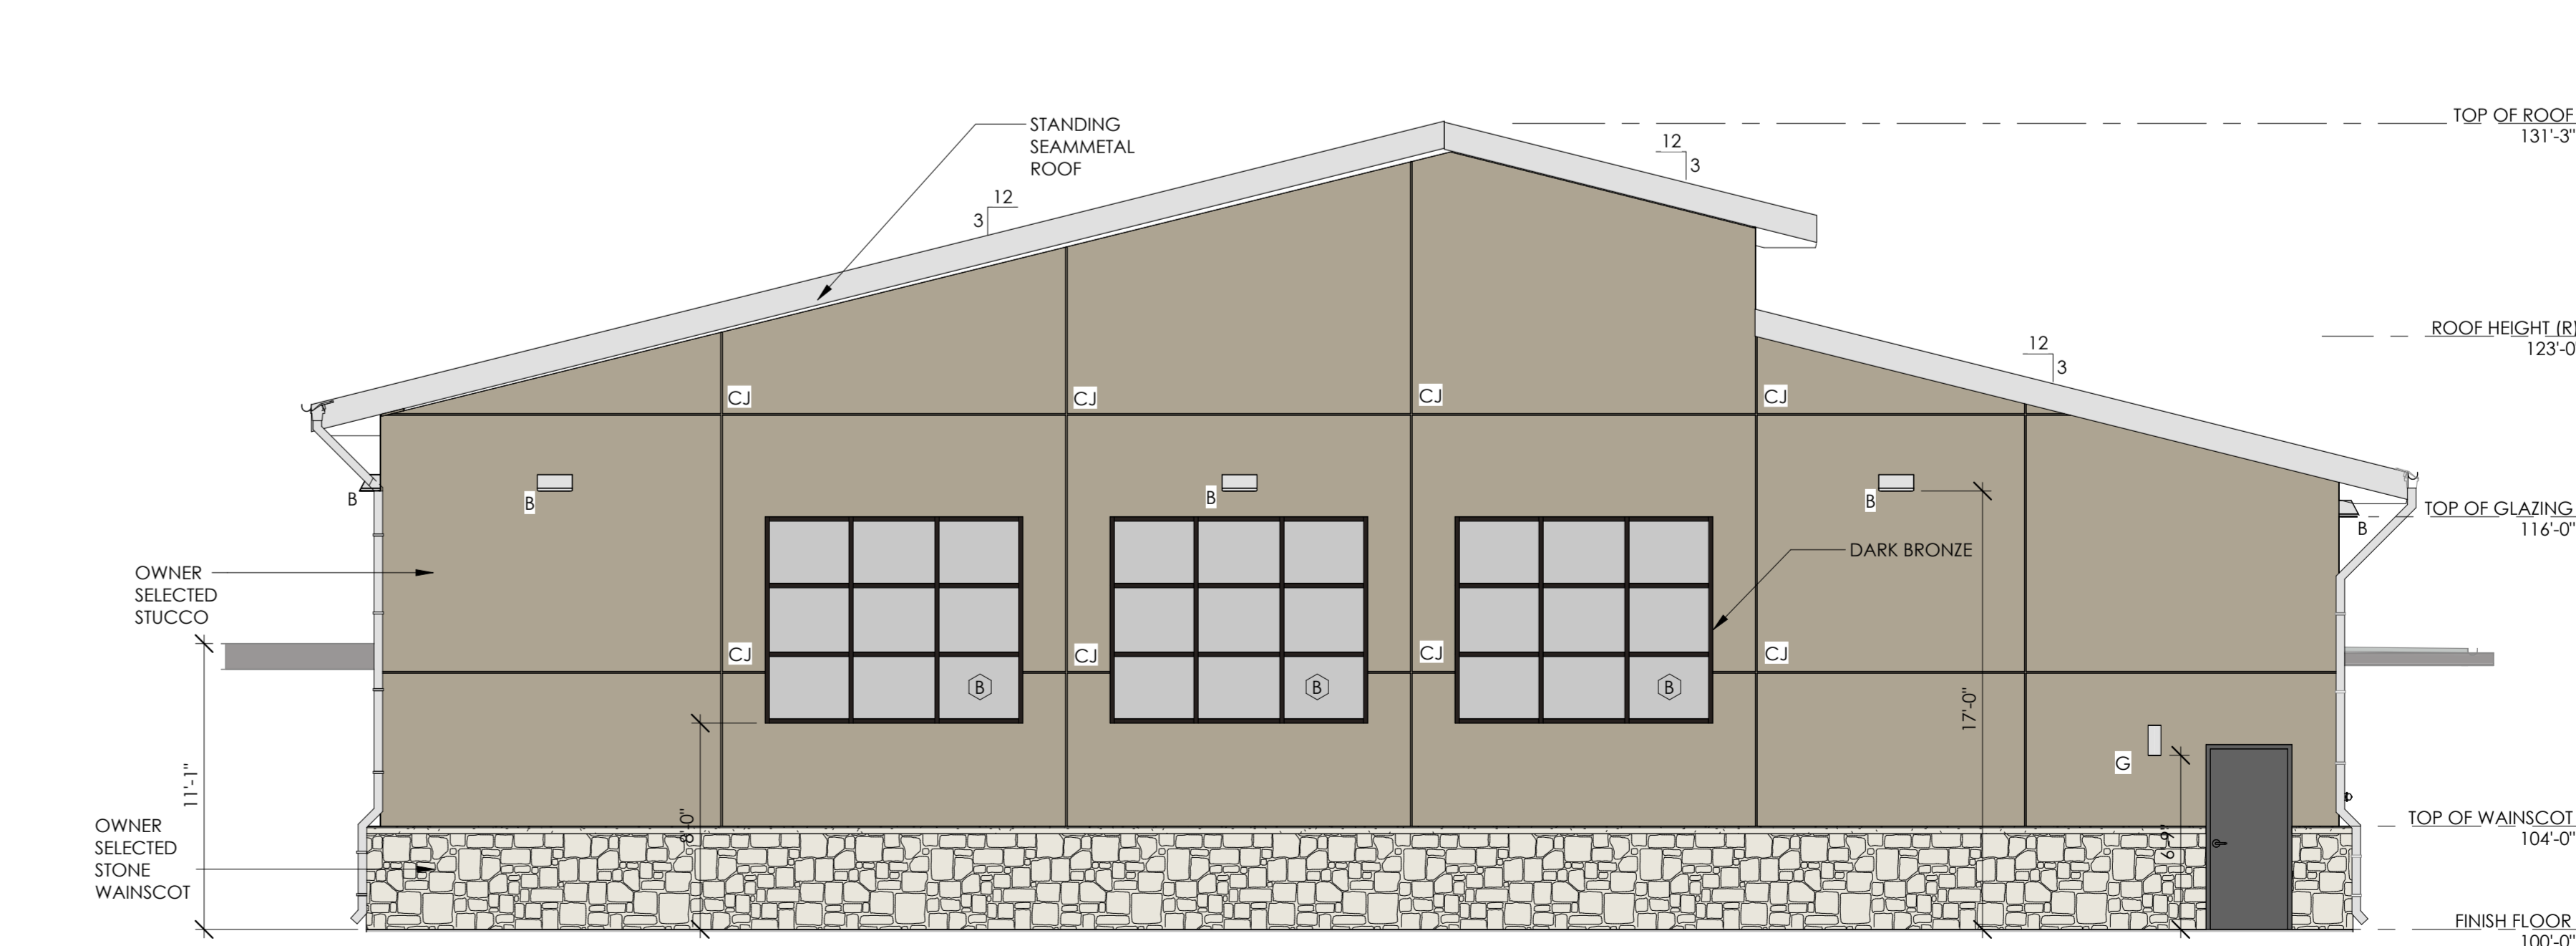 TOP OF ROOF
131'-3"
STANDING
SEAMMETAL
ROOF
12
3
12
3
ROOF HEIGHT (R)
123'-0
12
3
CJ
CJ
CJ
CJ
B
B
B
B
TOP OF GLAZING
116'-0"
B
DARK BRONZE
OWNER
SELECTED
STUCCO
CJ
CJ
CJ
CJ
B
B
B
17'-0"
G
11'-1"
8'-0"
6'-9"
OWNER
SELECTED
STONE
WAINSCOT
TOP OF WAINSCOT
104'-0"
FINISH FLOOR
100'-0"